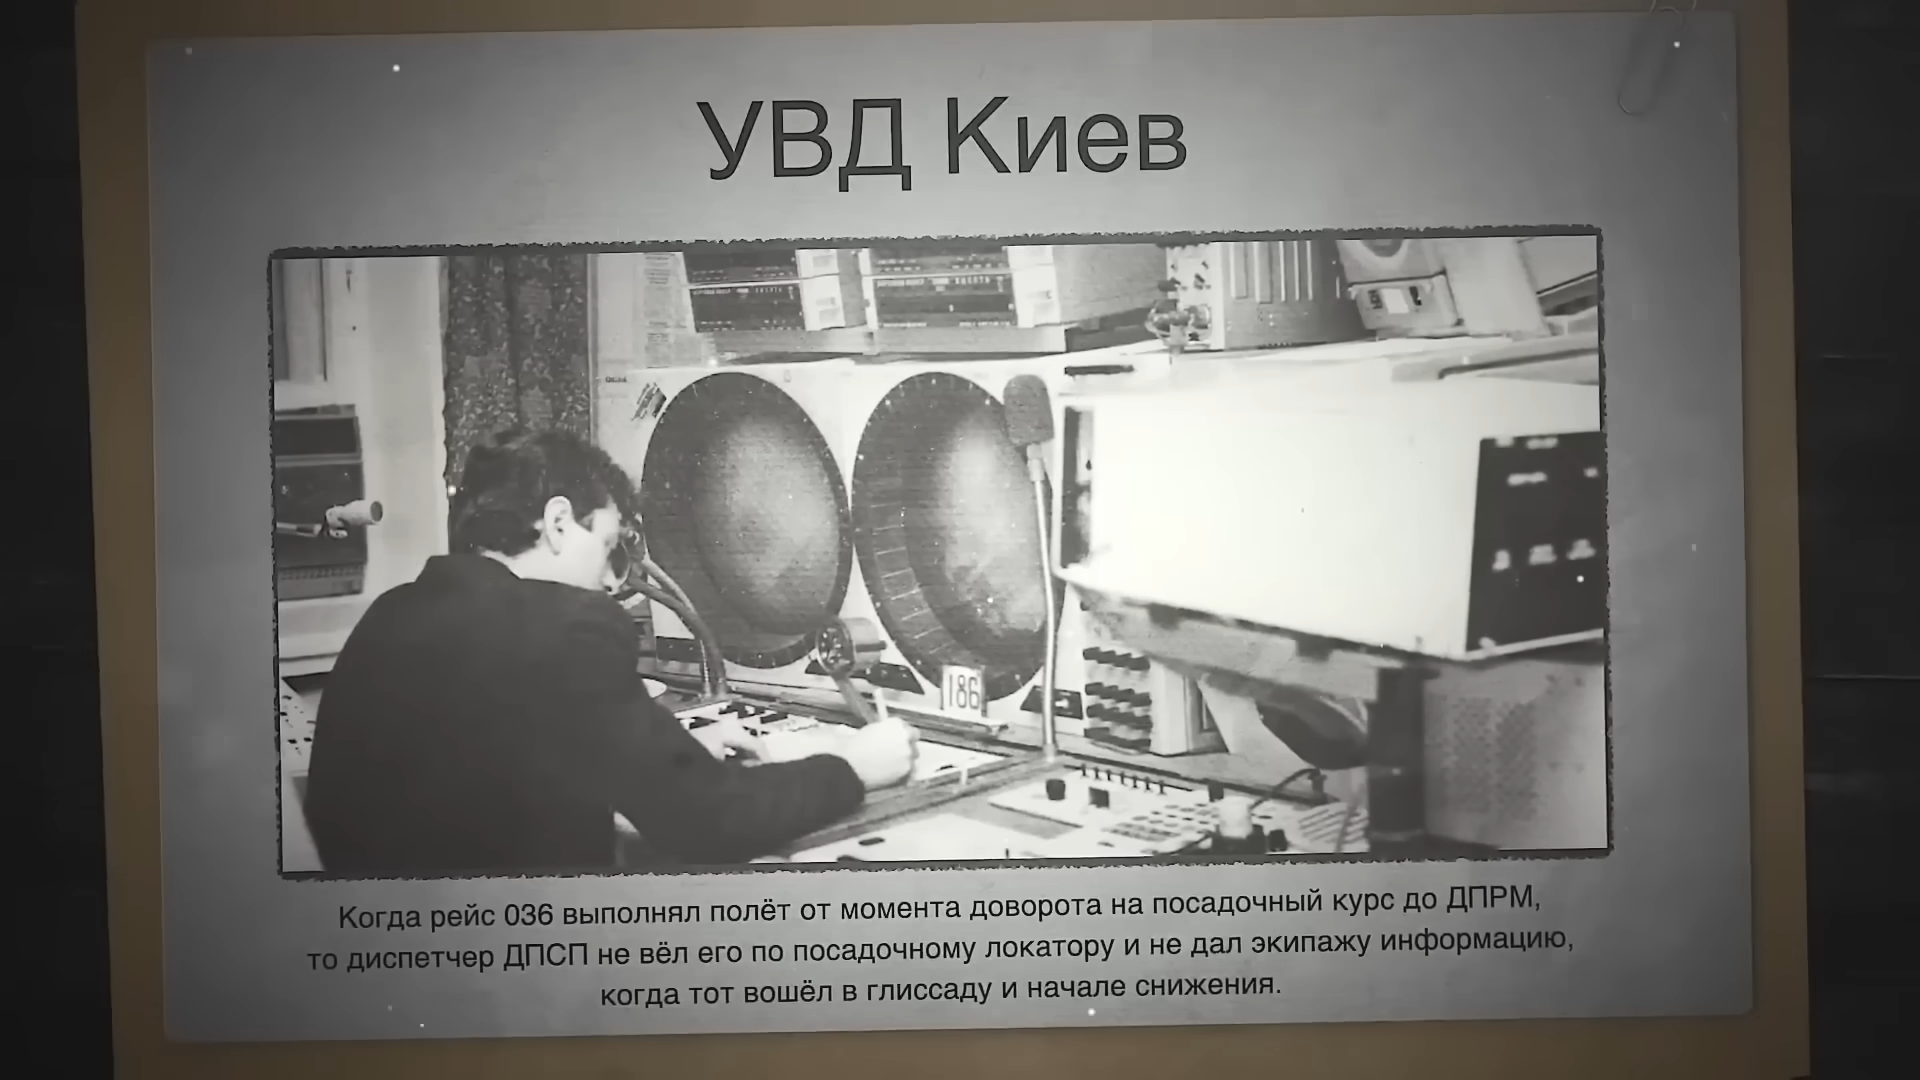 УВД Киев
186
Когда рейс 036 выполнял полёт от момента доворота на посадочный курс до ДПРМ,
то диспетчер ДПСП не вёл его по посадочному локатору и не дал экипажу информацию,
когда тот вошёл в глиссаду и начале снижения.